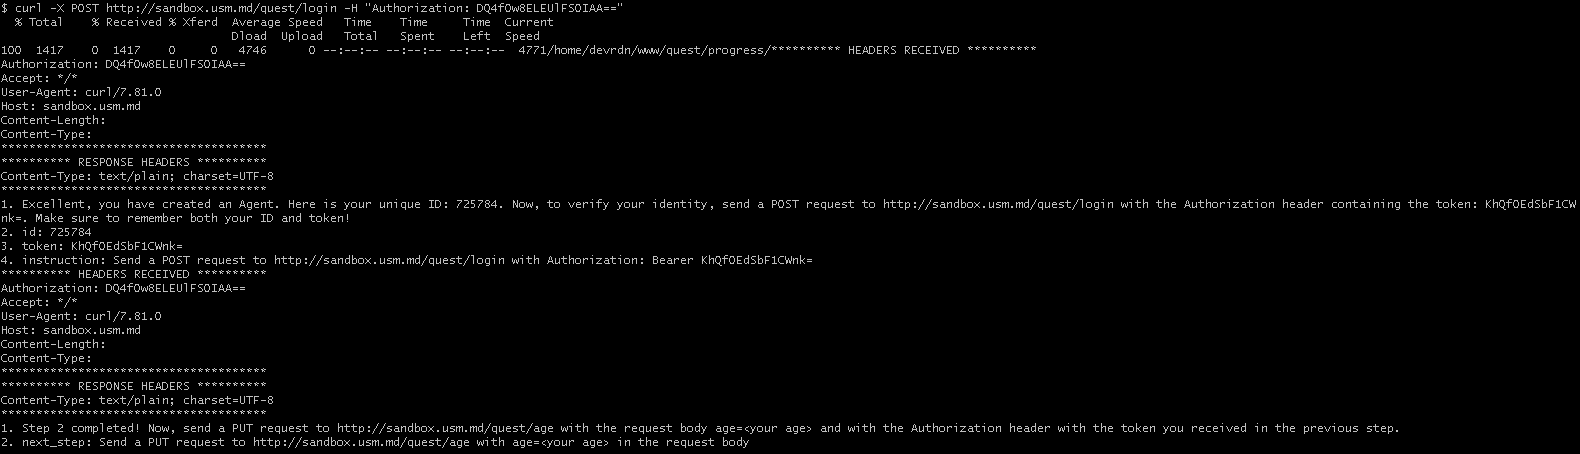 $ curl -X POST http://sandbox.usm.md/quest/login -H "Authorization: DQ4fOw8ELEUlFS0IAA=="
% Total % Received % Xferd Average Speed Time Time Time Current
Dload Upload Total Spent Left Speed
100 1417 0 1417 0 0 4746 0 --:--:-- --:--:-- --:--:-- 4771/home/devrdn/www/quest/progress/********** HEADERS RECEIVED **********
Authorization: DQ4fOw8ELEUlFS0IAA==
Accept: */*
User-Agent: curl/7.81.0
Host: sandbox.usm.md
Content-Length:
Content-Type:
**************************************
********** RESPONSE HEADERS **********
Content-Type: text/plain; charset=UTF-8
**************************************
1. Excellent, you have created an Agent. Here is your unique ID: 725784. Now, to verify your identity, send a POST request to http://sandbox.usm.md/quest/login with the Authorization header containing the token: KhQfOEdSbF1CW
nk=. Make sure to remember both your ID and token!
2. id: 725784
3. token: KhQfOEdSbF1CWnk=
4. instruction: Send a POST request to http://sandbox.usm.md/quest/login with Authorization: Bearer KhQfOEdSbF1CWnk=
********** HEADERS RECEIVED **********
Authorization: DQ4fOw8ELEUlFS0IAA==
Accept: */*
User-Agent: curl/7.81.0
Host: sandbox.usm.md
Content-Length:
Content-Type:
**************************************
********** RESPONSE HEADERS **********
Content-Type: text/plain; charset=UTF-8
**************************************
1. Step 2 completed! Now, send a PUT request to http://sandbox.usm.md/quest/age with the request body age=<your age> and with the Authorization header with the token you received in the previous step.
2. next_step: Send a PUT request to http://sandbox.usm.md/quest/age with age=<your age> in the request body